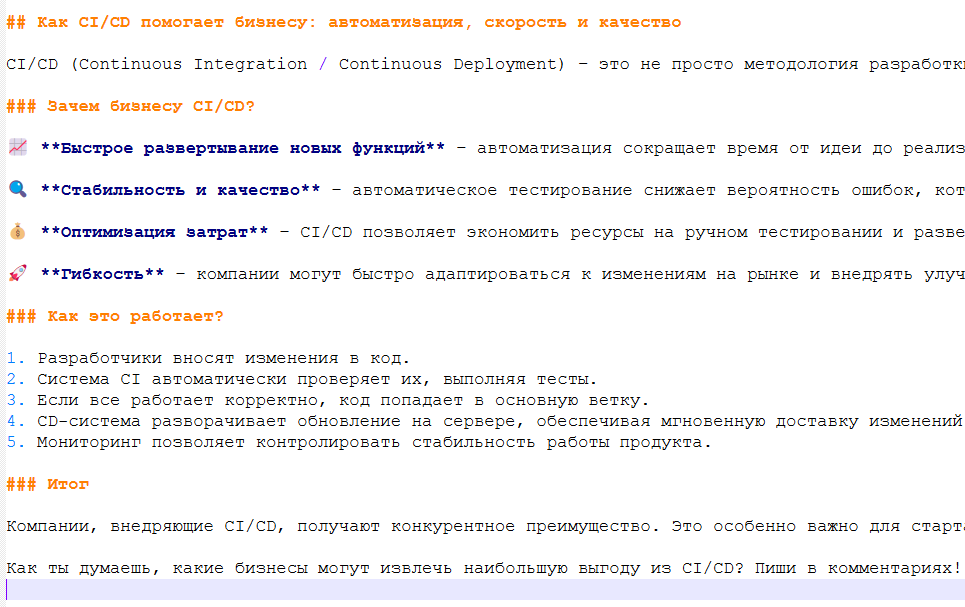 ## Как CI/CD помогает бизнесу: автоматизация, скорость и качество
CI/CD (Continuous Integration / Continuous Deployment) – это не просто методология
### Зачем бизнесу CI/CD?
📈 **Быстрое развертывание новых функций** – автоматизация сокращает время от идеи до
🔍 **Стабильность и качество** – автоматическое тестирование снижает вероятность ошибок,
💰 **Оптимизация затрат** – CI/CD позволяет экономить ресурсы на ручном тестировании и
🚀 **Гибкость** – компании могут быстро адаптироваться к изменениям на рынке и внедрять
### Как это работает?
1. Разработчики вносят изменения в код.
2. Система CI автоматически проверяет их, выполняя тесты.
3. Если все работает корректно, код попадает в основную ветку.
4. CD-система разворачивает обновление на сервере, обеспечивая мгновенную доставку изменений
5. Мониторинг позволяет контролировать стабильность работы продукта.
### Итог
Компании, внедряющие CI/CD, получают конкурентное преимущество. Это особенно важно для
Как ты думаешь, какие бизнесы могут извлечь наибольшую выгоду из CI/CD? Пиши в комментариях!